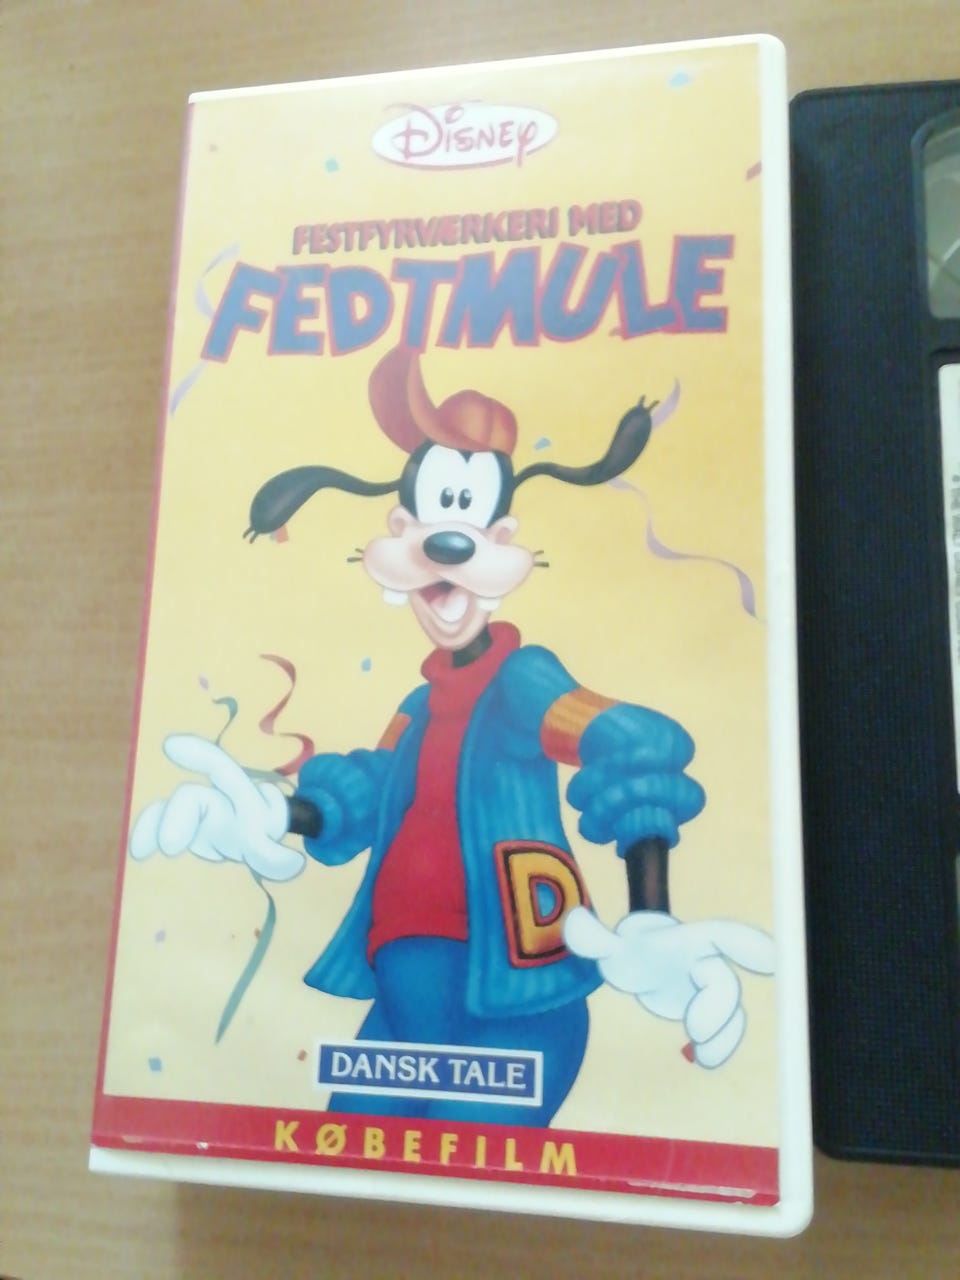 Disney
FESTFYRVÆRKERI MED
FEDTMULE
D
DANSK TALE
KØBEFILM